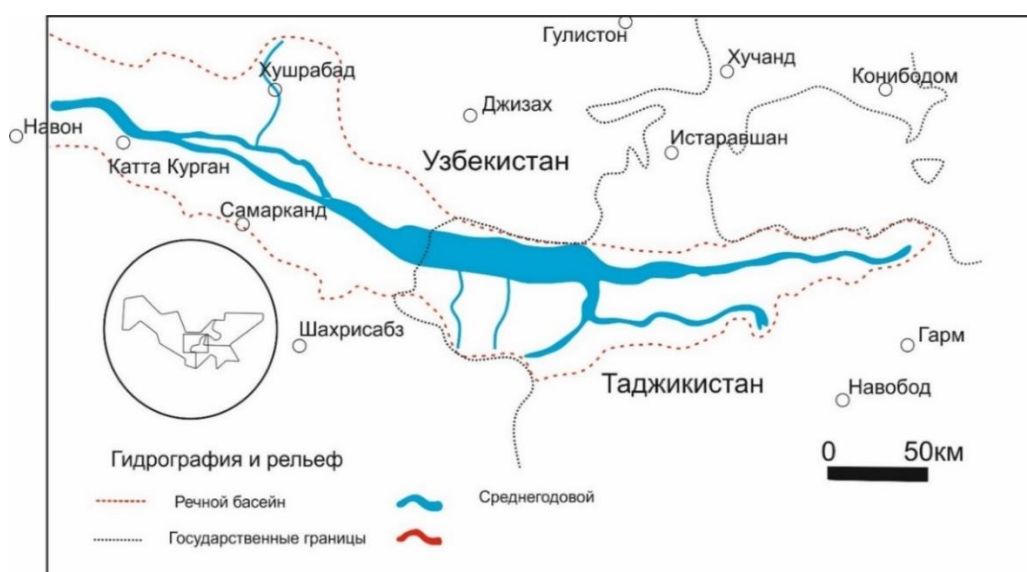 Гулистон
Хучанд
Хушрабад
Конибодом
Джизах
Навон
Истаравшан
Катта Курган
Узбекистан
Самарканд
Шахрисабз
Гарм
Таджикистан
Навобод
Гидрография и рельеф
0 50км
Речной басейн
Среднегодовой
Государственные границы